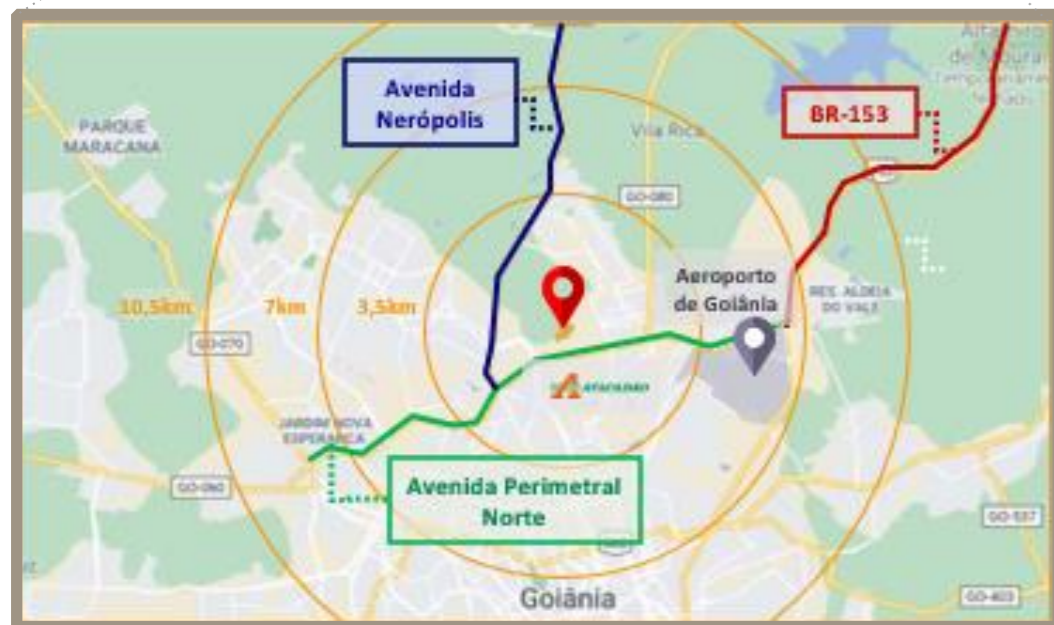 Avenida
Nerópolis
BR-153
PARQUE
MARACANA
Vila Rica
GO-080
Aeroporto
de Goiânia
RES. ALDEIA
DO VALE
10,5km
7km
3,5km
GO-070
ATACADÃO
JARDIM NOVA
ESPERANÇA
GO-060
Avenida Perimetral
Norte
GO-537
Goiânia
GO-403